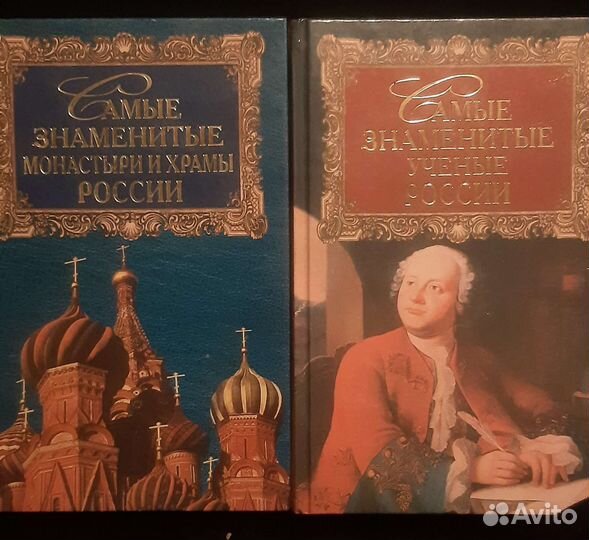 Самые
знаменитые
монастыри и храмы
России
Самые
знаменитые
ученые
России
Avito